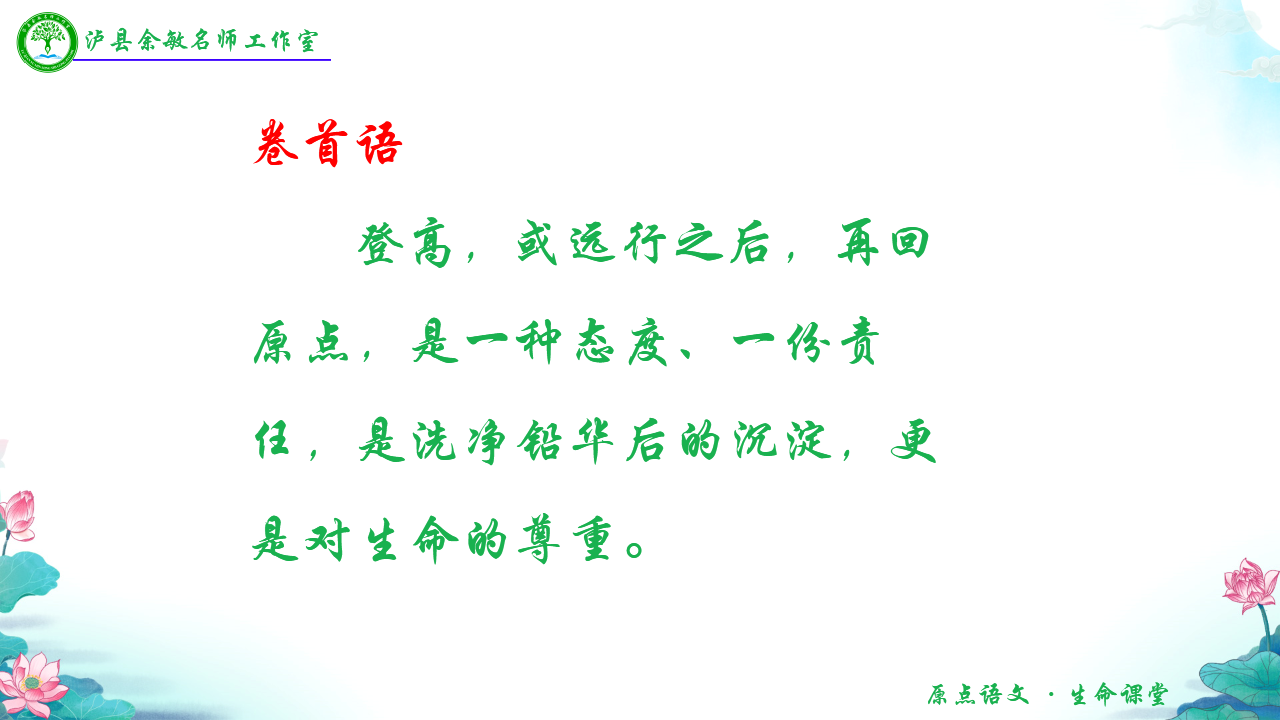 泸县余敏名师工作室
卷首语
登高，或远行之后，再回
原点，是一种态度、一份责
任，是洗净铅华后的沉淀，更
是对生命的尊重。
原点语文 · 生命课堂